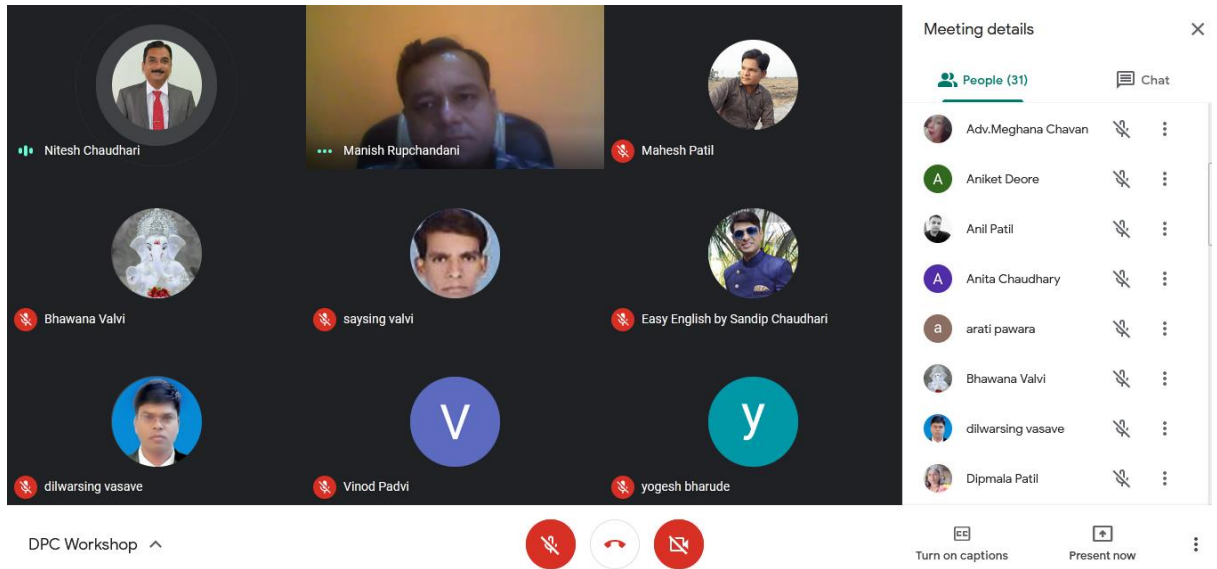 Nitesh Chaudhari
Manish Rupchandani
Mahesh Patil
Bhawana Valvi
saysing valvi
Easy English by Sandip Chaudhari
dilwarsing vasave
V
Vinod Padvi
y
yogesh bharude
Meeting details
People (31)
Chat
Adv.Meghana Chavan
A
Aniket Deore
Anil Patil
A
Anita Chaudhary
a
arati pawara
Bhawana Valvi
dilwarsing vasave
Dipmala Patil
DPC Workshop
CC
Turn on captions
Present now